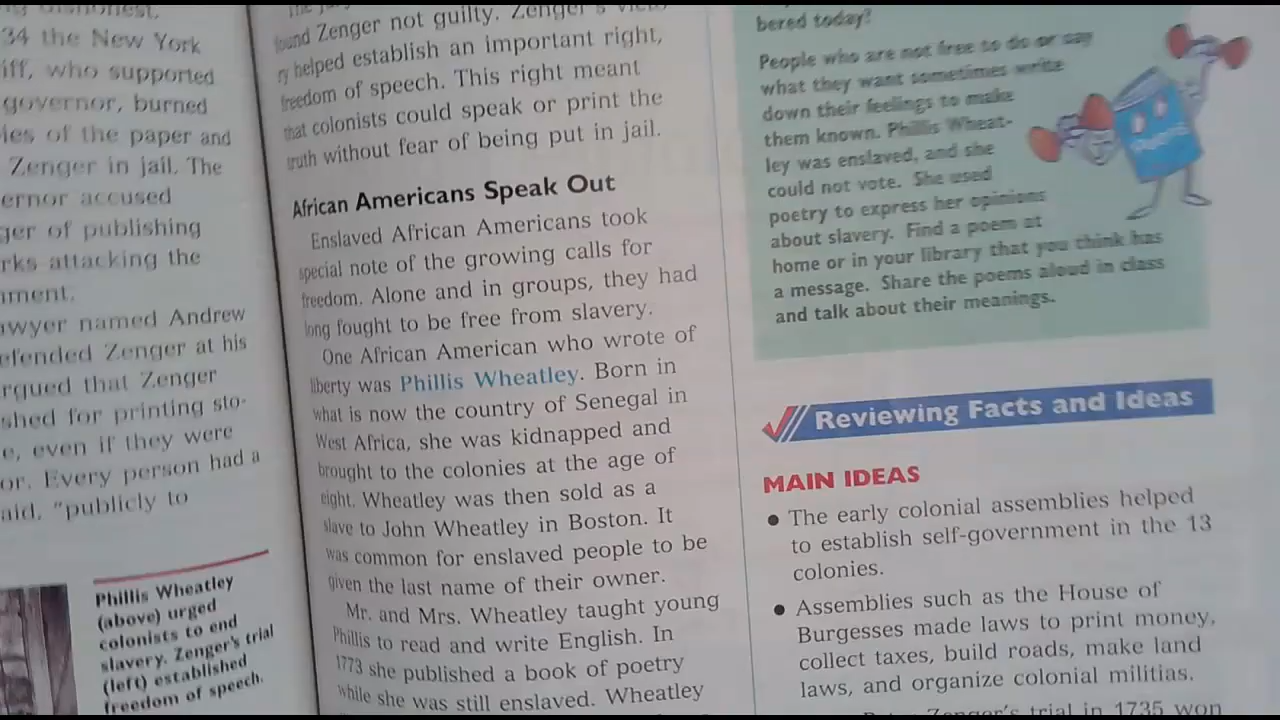 34 the New York
iff, who supported
governor, burned
ies of the paper and
Zenger in jail. The
ernor accused
ger of publishing
rks attacking the
nment.
awyer named Andrew
efended Zenger at his
rgued that Zenger
shed for printing sto-
e, even if they were
or. Every person had a
aid, "publicly to
Phillis Wheatley
(above) urged
colonists to end
slavery. Zenger's trial
(left) established
freedom of speech.
found Zenger not guilty. Zenger's victo
ry helped establish an important right,
freedom of speech. This right meant
that colonists could speak or print the
truth without fear of being put in jail.
African Americans Speak Out
Enslaved African Americans took
special note of the growing calls for
freedom. Alone and in groups, they had
long fought to be free from slavery.
One African American who wrote of
liberty was Phillis Wheatley. Born in
what is now the country of Senegal in
West Africa, she was kidnapped and
brought to the colonies at the age of
eight. Wheatley was then sold as a
slave to John Wheatley in Boston. It
was common for enslaved people to be
given the last name of their owner.
Mr. and Mrs. Wheatley taught young
Phillis to read and write English. In
1773 she published a book of poetry
while she was still enslaved. Wheatley
bered today?
People who are not free to do or say
what they want sometimes write
down their feelings to make
them known. Phillis Wheat-
ley was enslaved, and she
could not vote. She used
poetry to express her opinions
about slavery. Find a poem at
home or in your library that you think has
a message. Share the poems aloud in class
and talk about their meanings.
Reviewing Facts and Ideas
MAIN IDEAS
● The early colonial assemblies helped
to establish self-government in the 13
colonies.
● Assemblies such as the House of
Burgesses made laws to print money,
collect taxes, build roads, make land
laws, and organize colonial militias.
Zenger's trial in 1735 won